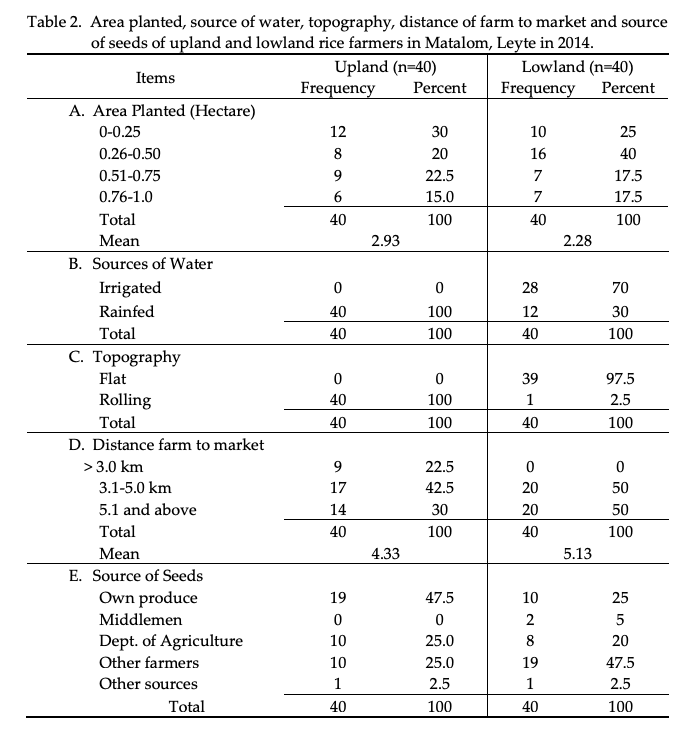 Table 2. Area planted, source of water, topography, distance of farm to market and source
of seeds of upland and lowland rice farmers in Matalom, Leyte in 2014.
Items Upland (n=40) Lowland (n=40)
Frequency Percent Frequency Percent
A. Area Planted (Hectare)
0-0.25 12 30 10 25
0.26-0.50 8 20 16 40
0.51-0.75 9 22.5 7 17.5
0.76-1.0 6 15.0 7 17.5
Total 40 100 40 100
Mean 2.93 2.28
B. Sources of Water
Irrigated 0 0 28 70
Rainfed 40 100 12 30
Total 40 100 40 100
C. Topography
Flat 0 0 39 97.5
Rolling 40 100 1 2.5
Total 40 100 40 100
D. Distance farm to market
> 3.0 km 9 22.5 0 0
3.1-5.0 km 17 42.5 20 50
5.1 and above 14 30 20 50
Total 40 100 40 100
Mean 4.33 5.13
E. Source of Seeds
Own produce 19 47.5 10 25
Middlemen 0 0 2 5
Dept. of Agriculture 10 25.0 8 20
Other farmers 10 25.0 19 47.5
Other sources 1 2.5 1 2.5
Total 40 100 40 100